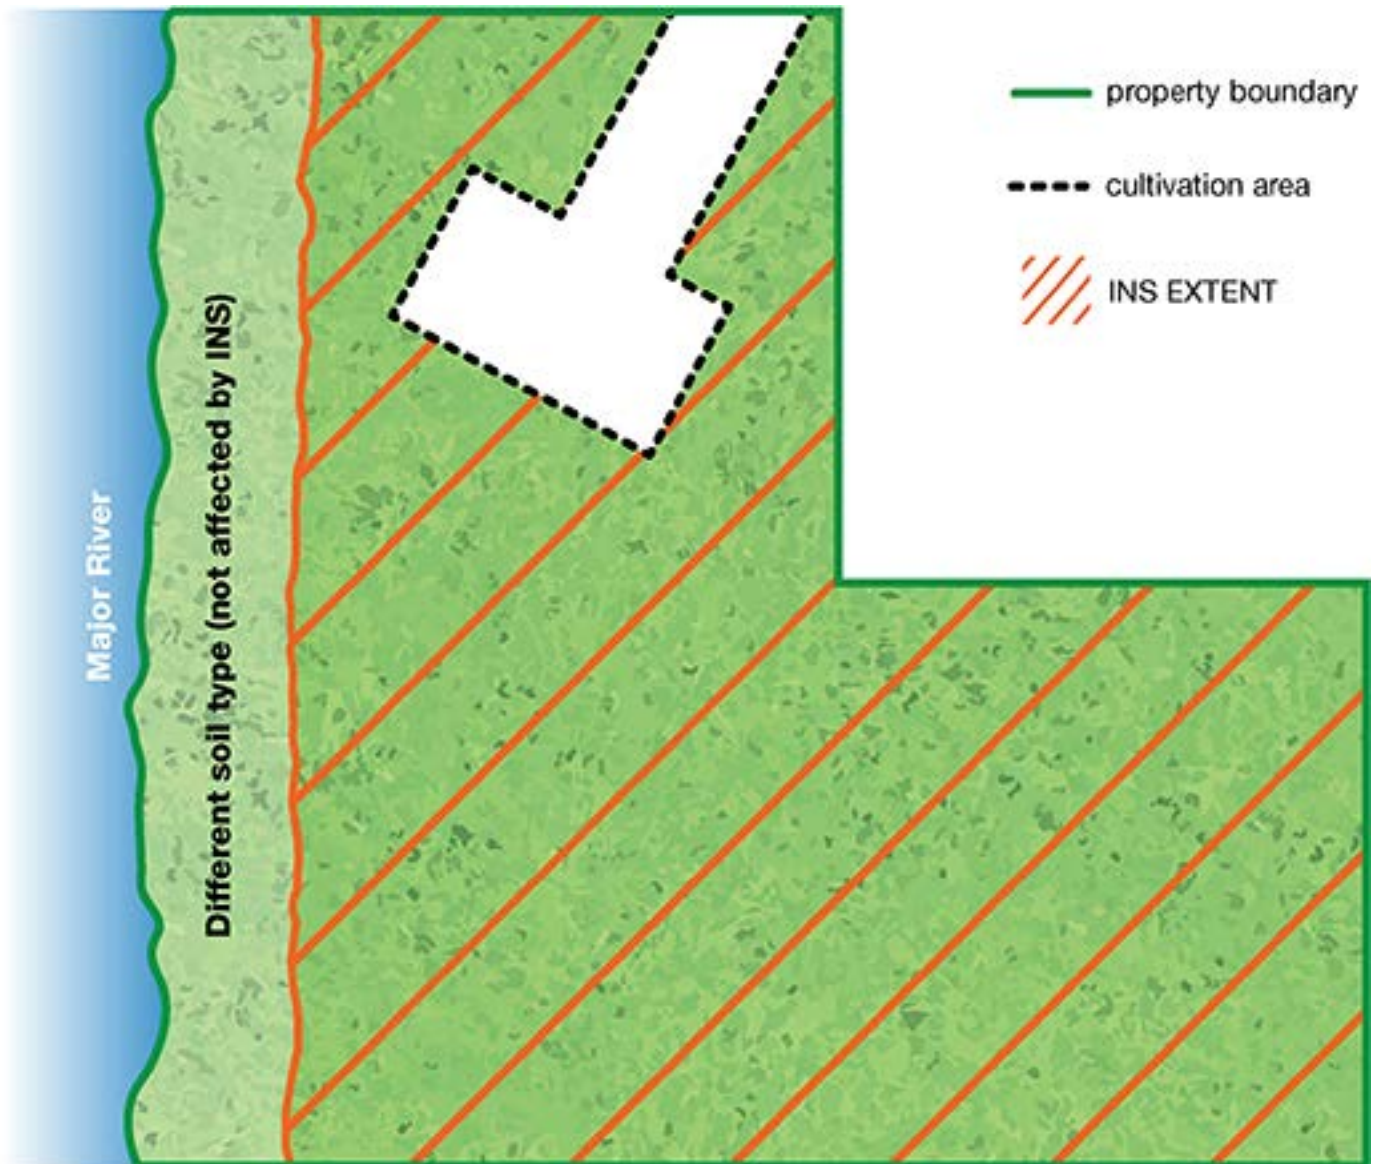 property boundary
cultivation area
INS EXTENT
Different soil type (not affected by INS)
Major River